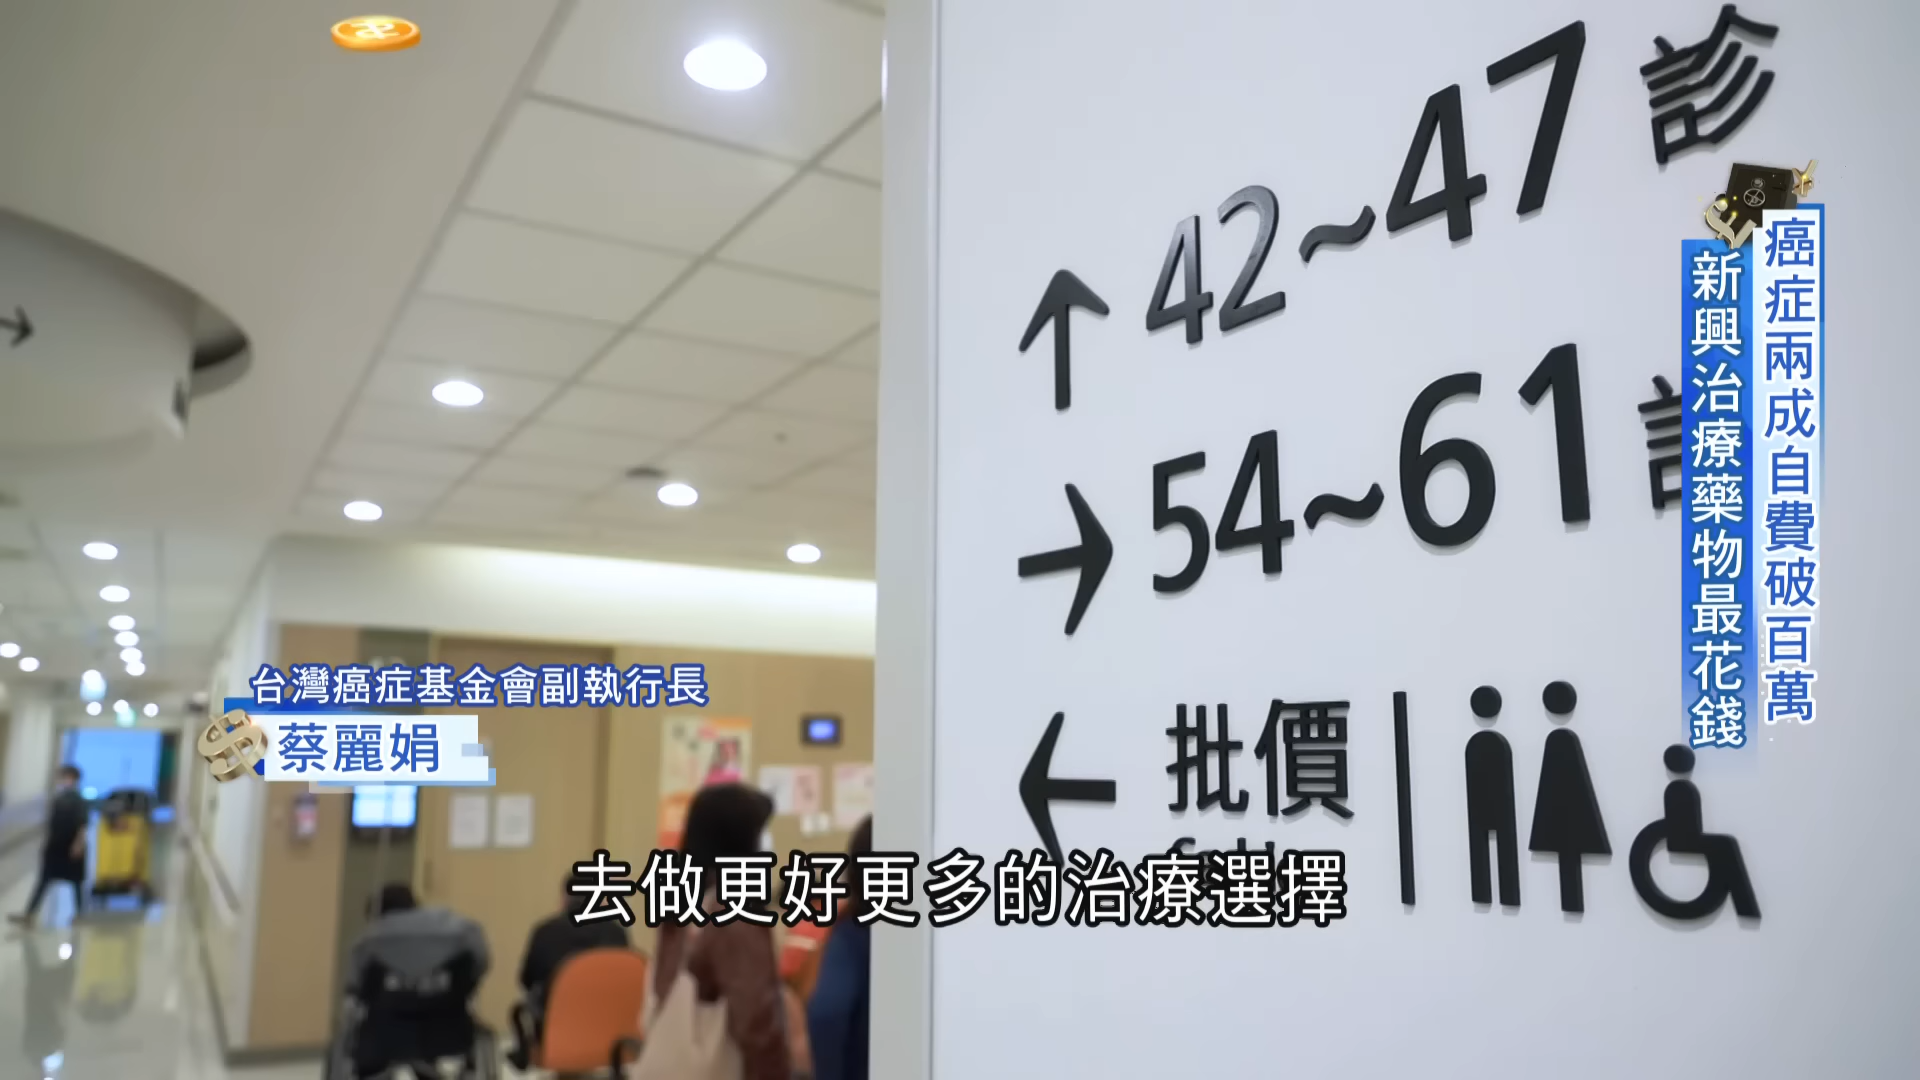 42~47 診
54~61
批價
癌症兩成自費破百萬
新興治療藥物最花錢
台灣癌症基金會副執行長
蔡麗娟
去做更好更多的治療選擇